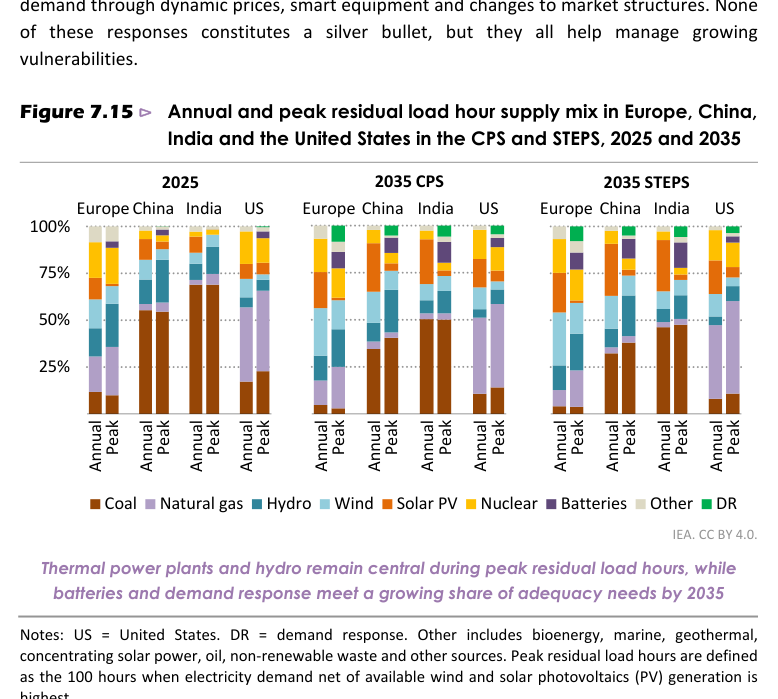 demand through dynamic prices, smart equipment and changes to market structures. None
of these responses constitutes a silver bullet, but they all help manage growing
vulnerabilities.
Figure 7.15 ▷ Annual and peak residual load hour supply mix in Europe, China,
India and the United States in the CPS and STEPS, 2025 and 2035
2025
2035 CPS
2035 STEPS
Europe China India US
Europe China India US
Europe China India US
100%
75%
50%
25%
Annual Peak Annual Peak Annual Peak Annual Peak
Annual Peak Annual Peak Annual Peak Annual Peak
Annual Peak Annual Peak Annual Peak Annual Peak
Coal Natural gas Hydro Wind Solar PV Nuclear Batteries Other DR
IEA. CC BY 4.0.
Thermal power plants and hydro remain central during peak residual load hours, while
batteries and demand response meet a growing share of adequacy needs by 2035
Notes: US = United States. DR = demand response. Other includes bioenergy, marine, geothermal,
concentrating solar power, oil, non-renewable waste and other sources. Peak residual load hours are defined
as the 100 hours when electricity demand net of available wind and solar photovoltaics (PV) generation is
highest.